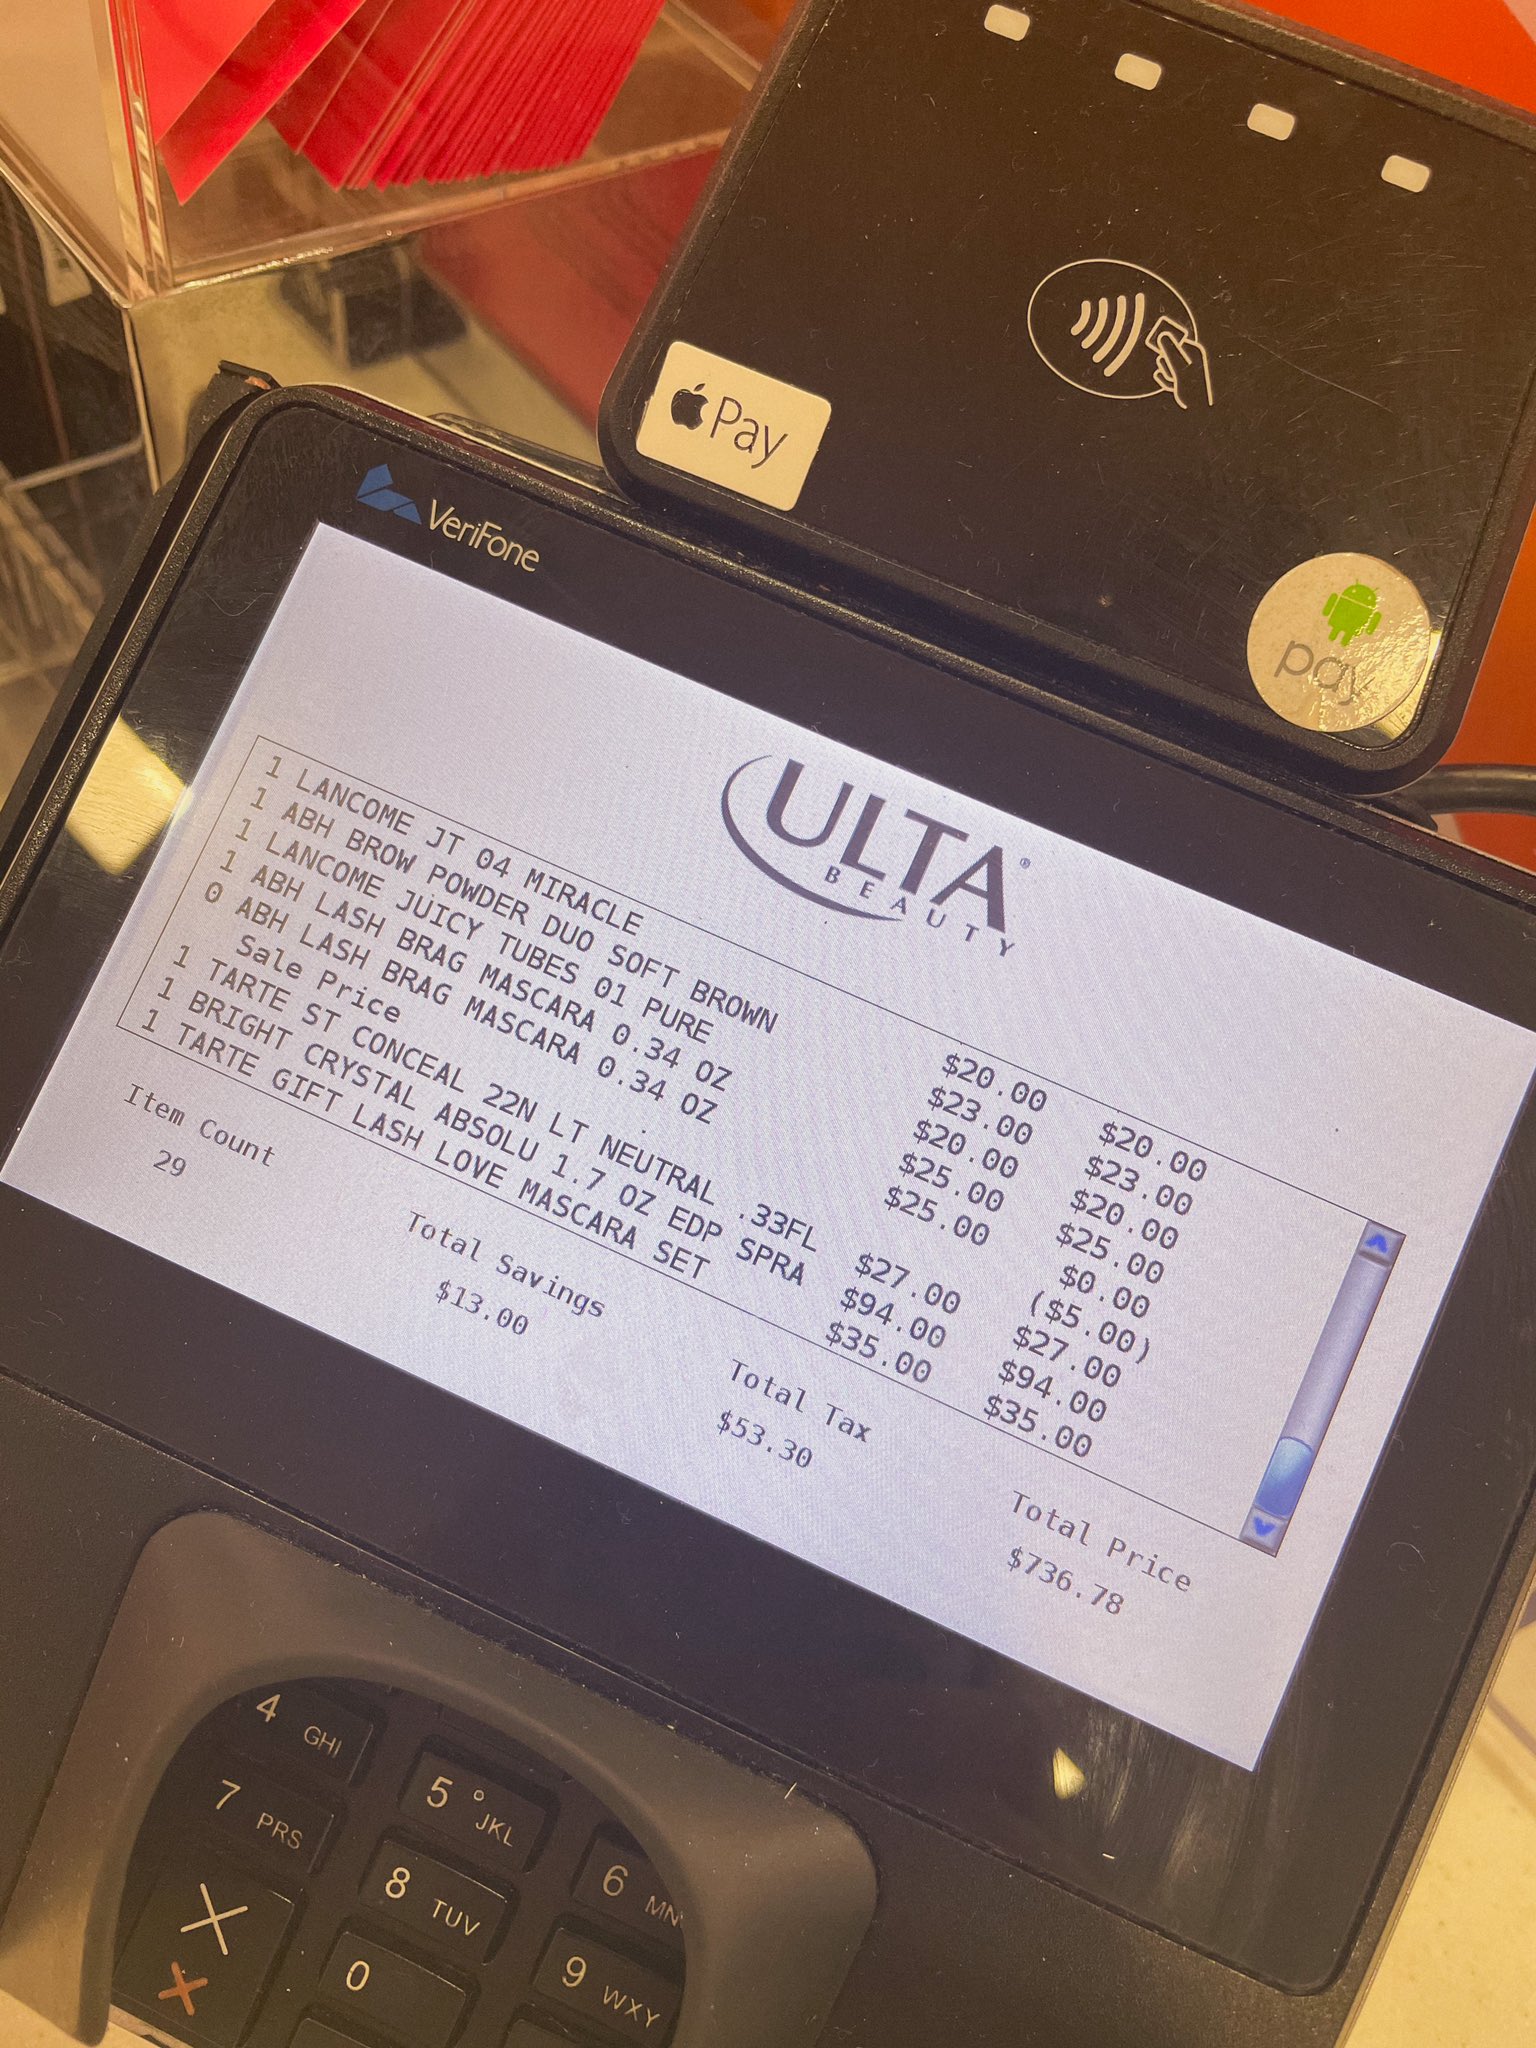 Pay
VeriFone
pay
ULTA®
BEAUTY
1 LANCOME JT 04 MIRACLE $20.00 $20.00
1 ABH BROW POWDER DUO SOFT BROWN $23.00 $23.00
1 LANCOME JUICY TUBES 01 PURE $20.00 $20.00
1 ABH LASH BRAG MASCARA 0.34 OZ $25.00 $25.00
0 ABH LASH BRAG MASCARA 0.34 OZ $25.00 $0.00
Sale Price ($5.00)
1 TARTE ST CONCEAL 22N LT NEUTRAL .33FL $27.00 $27.00
1 BRIGHT CRYSTAL ABSOLU 1.7 OZ EDP SPRA $94.00 $94.00
1 TARTE GIFT LASH LOVE MASCARA SET $35.00 $35.00
Item Count Total Savings Total Tax Total Price
29 $13.00 $53.30 $736.78
4 GHI 5 JKL 6 MN
7 PRS 8 TUV 9 WXY
0